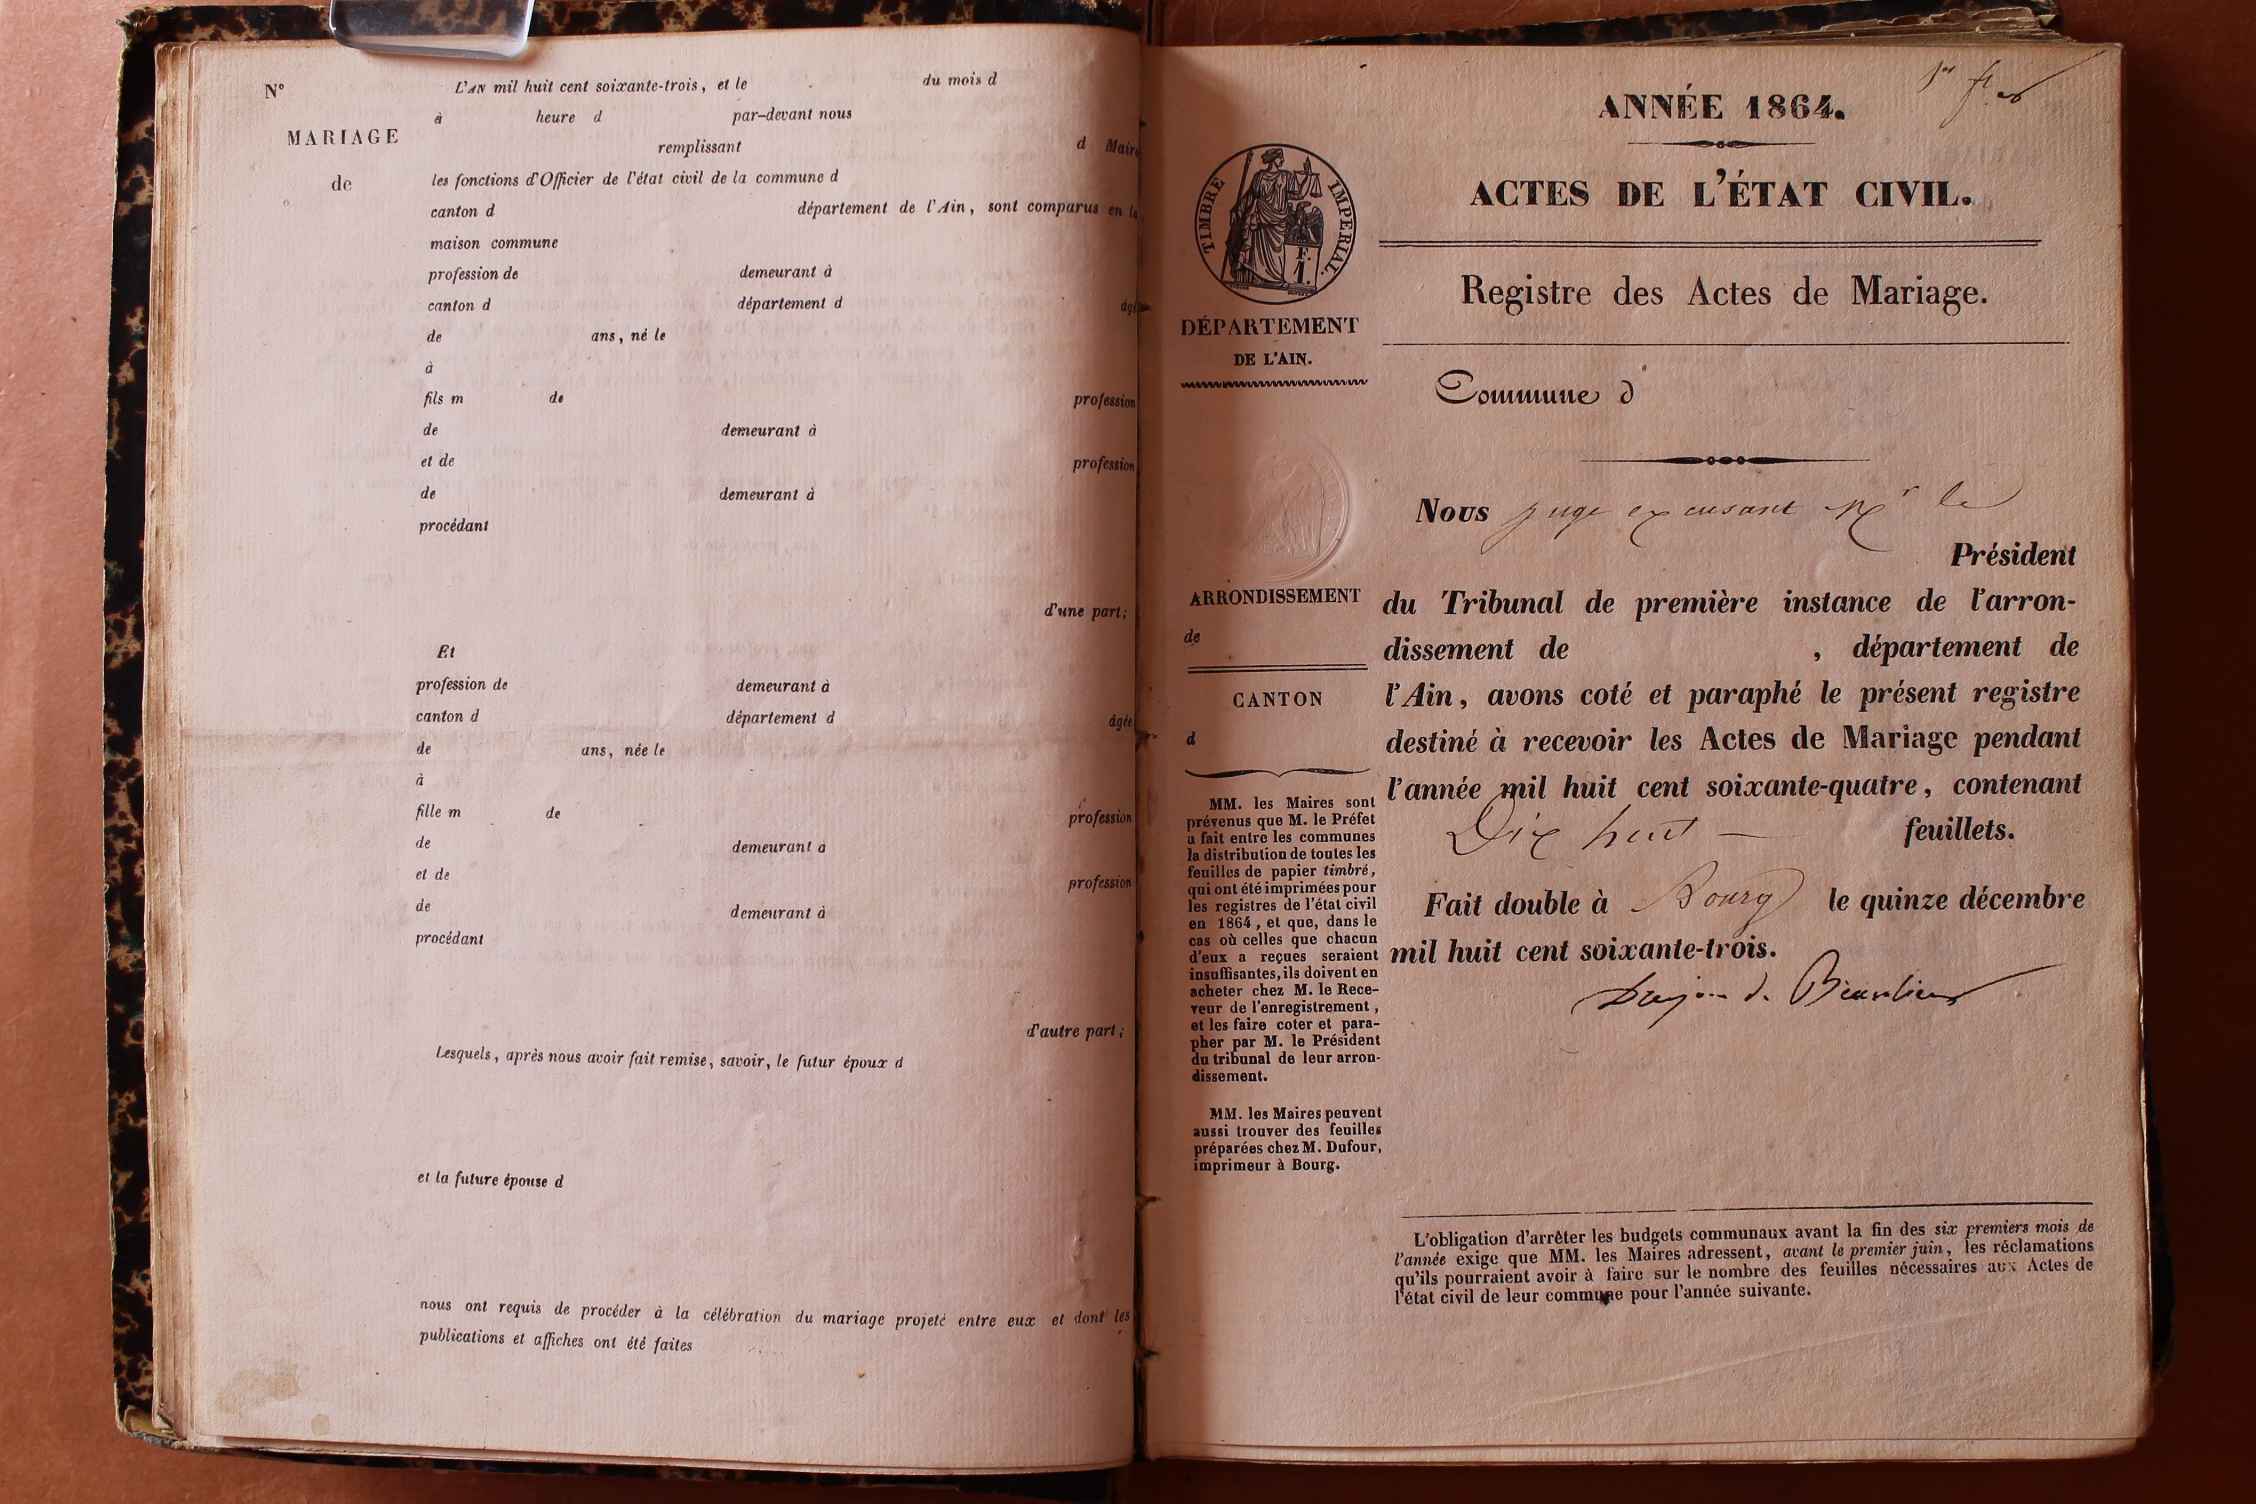 N°
MARIAGE
de
L'AN mil huit cent soixante-trois, et le du mois d
à heure d par-devant nous
remplissant d Maire
les fonctions d'Officier de l'état civil de la commune d
canton d département de l'Ain, sont comparus en la
maison commune
profession de demeurant à
canton d département d âgé
de ans, né le
à
fils m de profession
de demeurant à
et de profession
de demeurant à
procédant
d'une part;
Et
profession de demeurant à
canton d département d âgée
de ans, née le
à
fille m de profession
de demeurant à
et de profession
de demeurant à
procédant
d'autre part;
Lesquels, après nous avoir fait remise, savoir, le futur époux d
et la future épouse d
nous ont requis de procéder à la célébration du mariage projeté entre eux et dont les
publications et affiches ont été faites
ANNÉE 1864.
ACTES DE L'ÉTAT CIVIL.
Registre des Actes de Mariage.
TIMBRE IMPÉRIAL.
F.
1.
DÉPARTEMENT
DE L'AIN.
ARRONDISSEMENT
de
CANTON
d
MM. les Maires sont
prévenus que M. le Préfet
a fait entre les communes
la distribution de toutes les
feuilles de papier timbré,
qui ont été imprimées pour
les registres de l'état civil
en 1864, et que, dans le
cas où celles que chacun
d'eux a reçues seraient
insuffisantes, ils doivent en
acheter chez M. le Rece-
veur de l'enregistrement,
et les faire coter et para-
pher par M. le Président
du tribunal de leur arron-
dissement.
MM. les Maires peuvent
aussi trouver des feuilles
préparées chez M. Dufour,
imprimeur à Bourg.
Commune d
Nous juge excusant Mr le
Président
du Tribunal de première instance de l'arron-
dissement de , département de
l'Ain, avons coté et paraphé le présent registre
destiné à recevoir les Actes de Mariage pendant
l'année mil huit cent soixante-quatre, contenant
Dix huit feuillets.
Fait double à Bourg le quinze décembre
mil huit cent soixante-trois.
L'obligation d'arrêter les budgets communaux avant la fin des six premiers mois de
l'année exige que MM. les Maires adressent, avant le premier juin, les réclamations
qu'ils pourraient avoir à faire sur le nombre des feuilles nécessaires aux Actes de
l'état civil de leur commune pour l'année suivante.